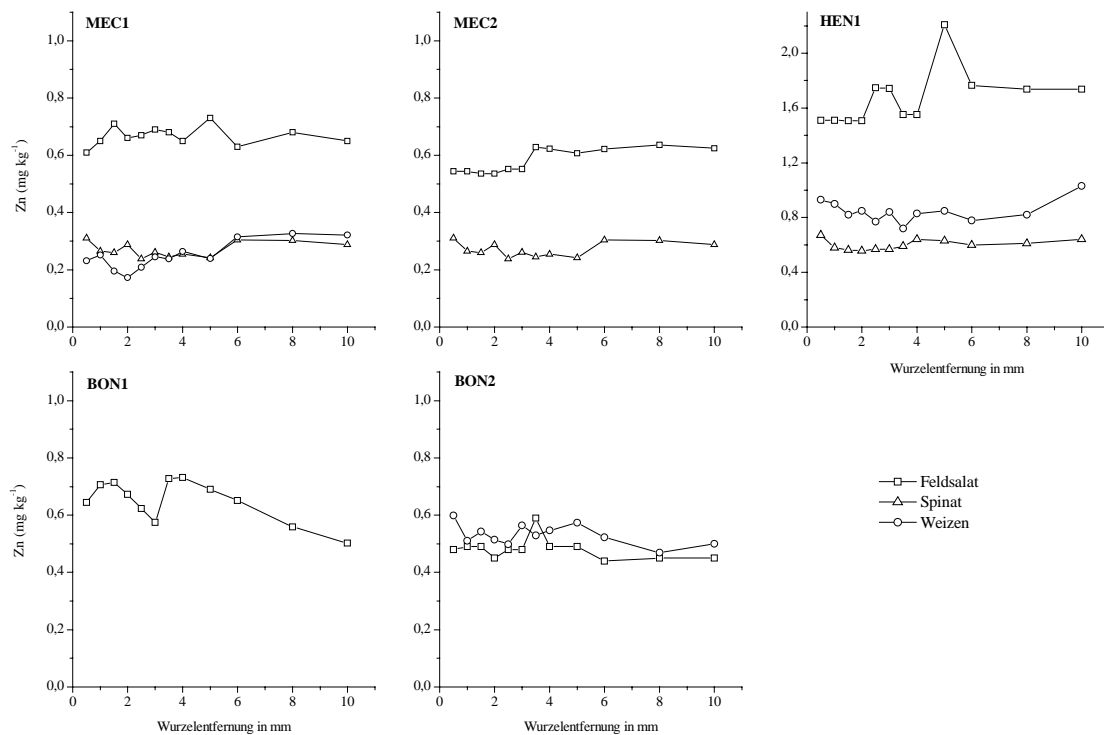 MEC1
1,0
0,8
0,6
0,4
0,2
0,0
Zn (mg kg-1)
0 2 4 6 8 10
MEC2
1,0
0,8
0,6
0,4
0,2
0,0
0 2 4 6 8 10
HEN1
2,0
1,6
1,2
0,8
0,4
0,0
0 2 4 6 8 10
Wurzelentfernung in mm
BON1
1,0
0,8
0,6
0,4
0,2
0,0
Zn (mg kg-1)
0 2 4 6 8 10
Wurzelentfernung in mm
BON2
1,0
0,8
0,6
0,4
0,2
0,0
0 2 4 6 8 10
Wurzelentfernung in mm
Feldsalat
Spinat
Weizen